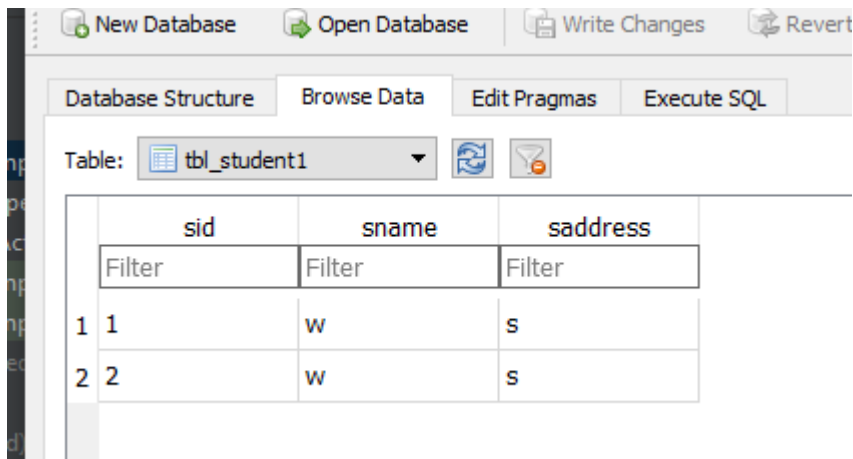 New Database Open Database Write Changes Revert
Database Structure Browse Data Edit Pragmas Execute SQL
Table: tbl_student1
sid sname saddress
Filter Filter Filter
1 1 w s
2 2 w s